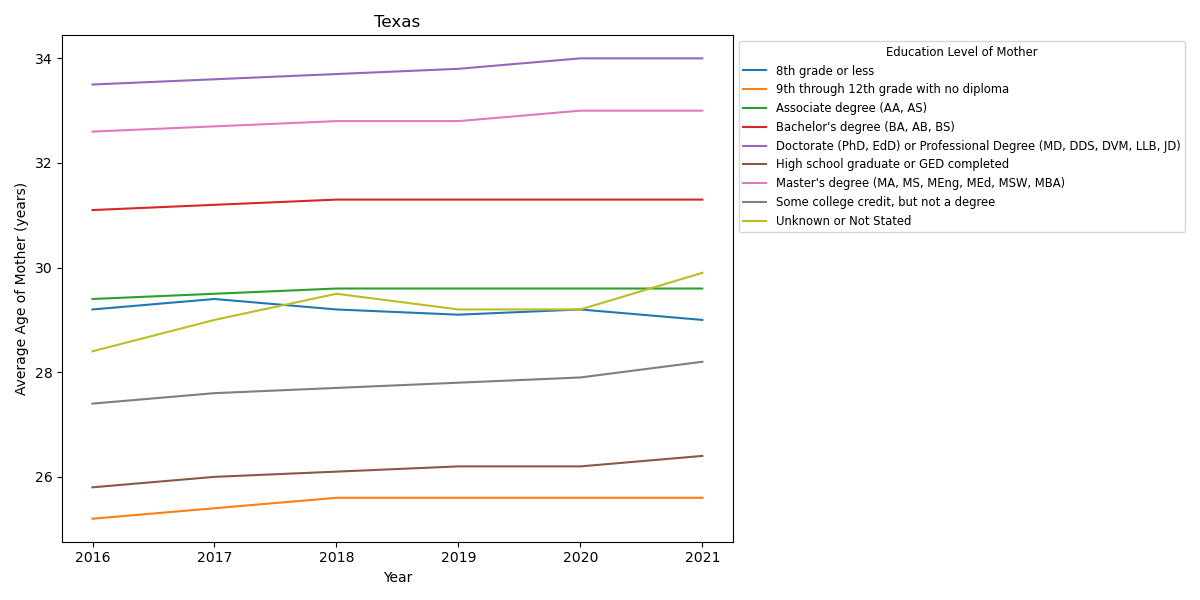 Texas
Average Age of Mother (years)
34
32
30
28
26
2016 2017 2018 2019 2020 2021
Year
Education Level of Mother
8th grade or less
9th through 12th grade with no diploma
Associate degree (AA, AS)
Bachelor's degree (BA, AB, BS)
Doctorate (PhD, EdD) or Professional Degree (MD, DDS, DVM, LLB, JD)
High school graduate or GED completed
Master's degree (MA, MS, MEng, MEd, MSW, MBA)
Some college credit, but not a degree
Unknown or Not Stated